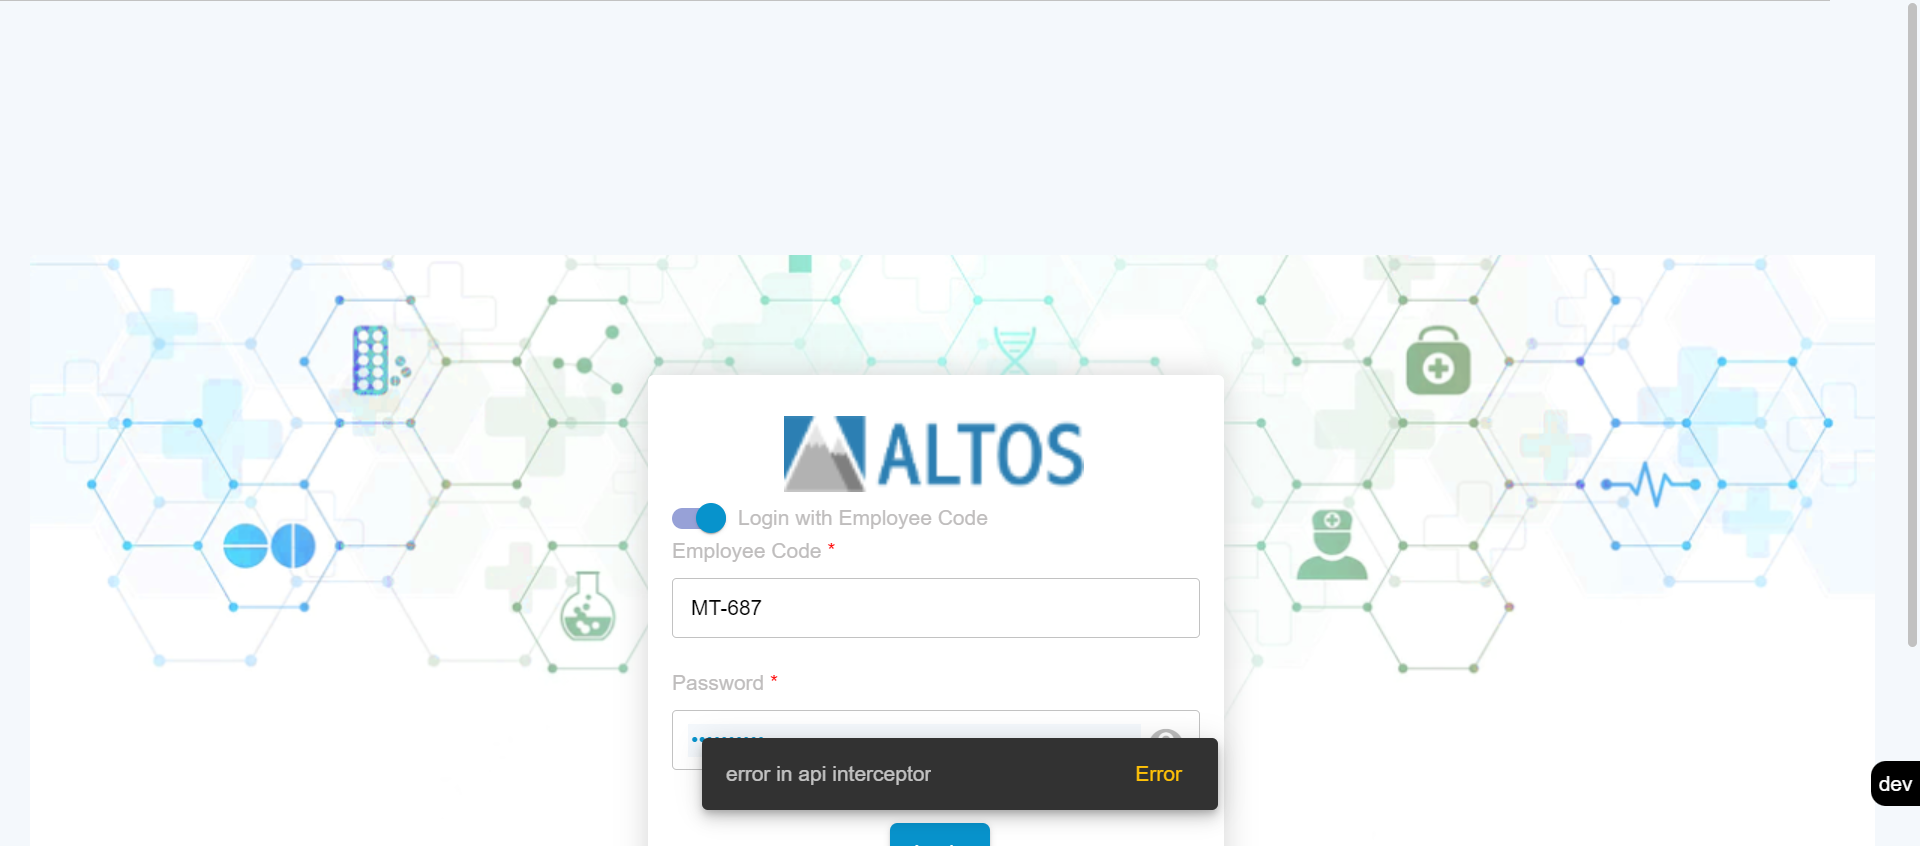 ALTOS
Login with Employee Code
Employee Code *
MT-687
Password *
error in api interceptor Error
dev